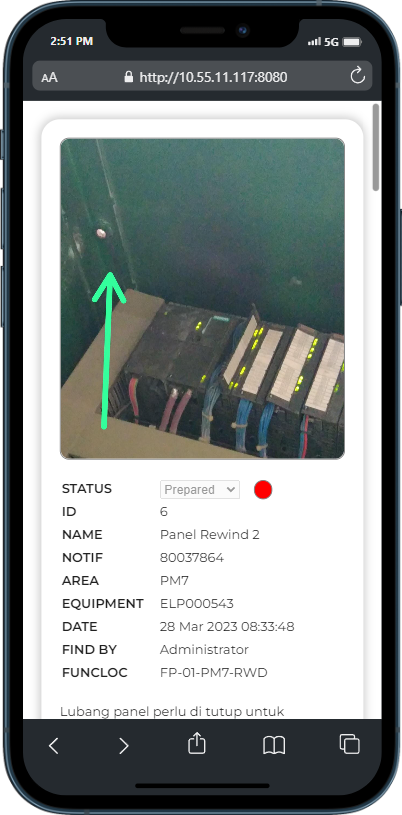 2:51 PM
5G
AA
http://10.55.11.117:8080
STATUS Prepared
ID 6
NAME Panel Rewind 2
NOTIF 80037864
AREA PM7
EQUIPMENT ELP000543
DATE 28 Mar 2023 08:33:48
FIND BY Administrator
FUNCLOC FP-01-PM7-RWD
Lubang panel perlu di tutup untuk